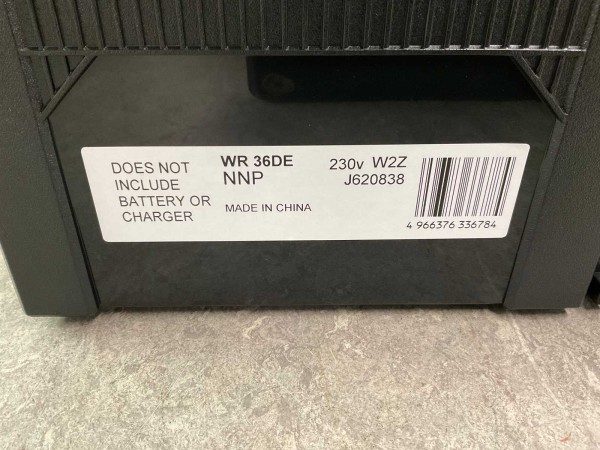 DOES NOT
INCLUDE
BATTERY OR
CHARGER
WR 36DE
NNP
MADE IN CHINA
230v W2Z
J620838
4 966376 336784